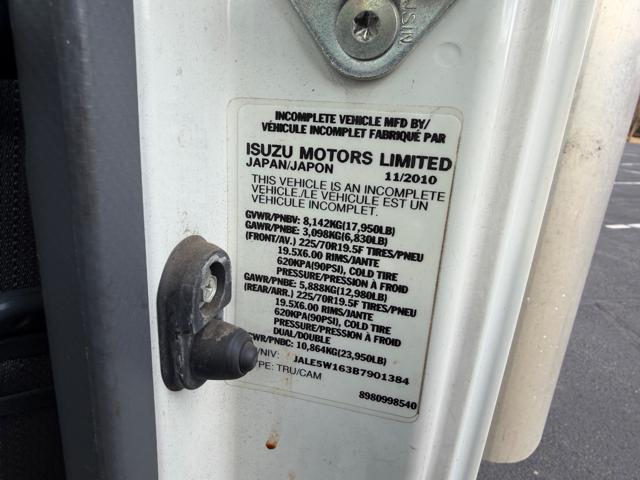 INCOMPLETE VEHICLE MFD BY/
VÉHICULE INCOMPLET FABRIQUÉ PAR
ISUZU MOTORS LIMITED
JAPAN/JAPON 11/2010
THIS VEHICLE IS AN INCOMPLETE
VEHICLE./LE VÉHICULE EST UN
VÉHICULE INCOMPLET.
GVWR/PNBV: 8,142KG(17,950LB)
GAWR/PNBE: 3,098KG(6,830LB)
(FRONT/AV.) 225/70R19.5F TIRES/PNEU
19.5X6.00 RIMS/JANTE
620KPA(90PSI), COLD TIRE
PRESSURE/PRESSION À FROID
GAWR/PNBE: 5,888KG(12,980LB)
(REAR/ARR.) 225/70R19.5F TIRES/PNEU
19.5X6.00 RIMS/JANTE
620KPA(90PSI), COLD TIRE
PRESSURE/PRESSION À FROID
DUAL/DOUBLE
WR/PNBC: 10,864KG(23,950LB)
/NIV: JALE5W163B7901384
YPE: TRU/CAM
8980998540